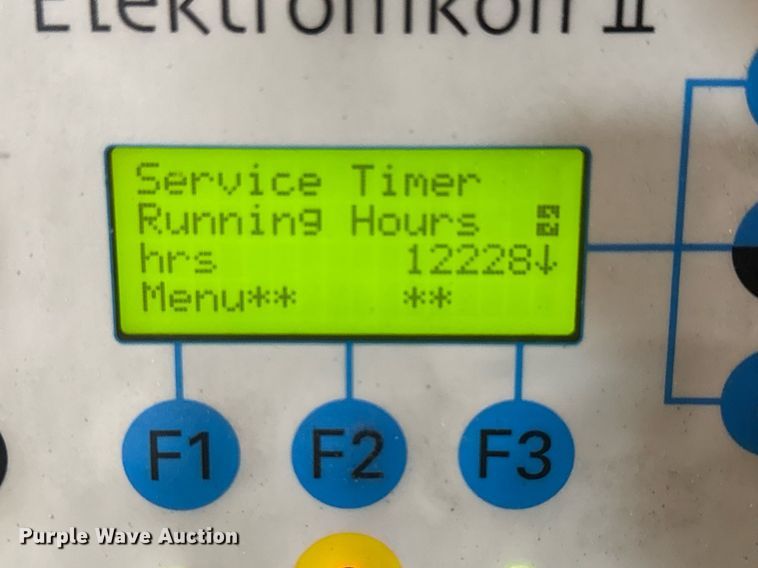 Elektronikon II
Service Timer
Running Hours
hrs 12228↓
Menu** **
F1 F2 F3
Purple Wave Auction